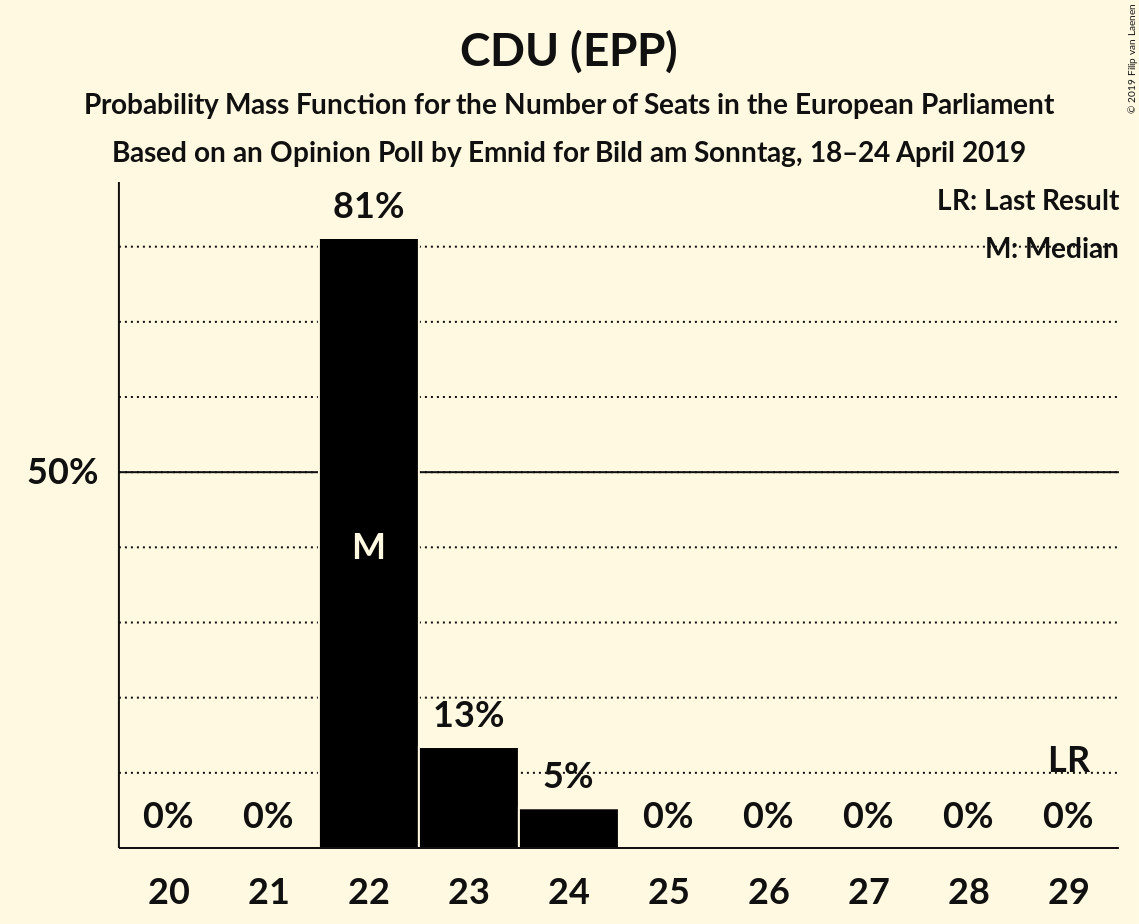 CDU (EPP)
Probability Mass Function for the Number of Seats in the European Parliament
Based on an Opinion Poll by Emnid for Bild am Sonntag, 18–24 April 2019
© 2019 Filip van Laenen
LR: Last Result
M: Median
81%
50%
M
13%
5%
LR
0% 0% 0% 0% 0% 0% 0%
20 21 22 23 24 25 26 27 28 29